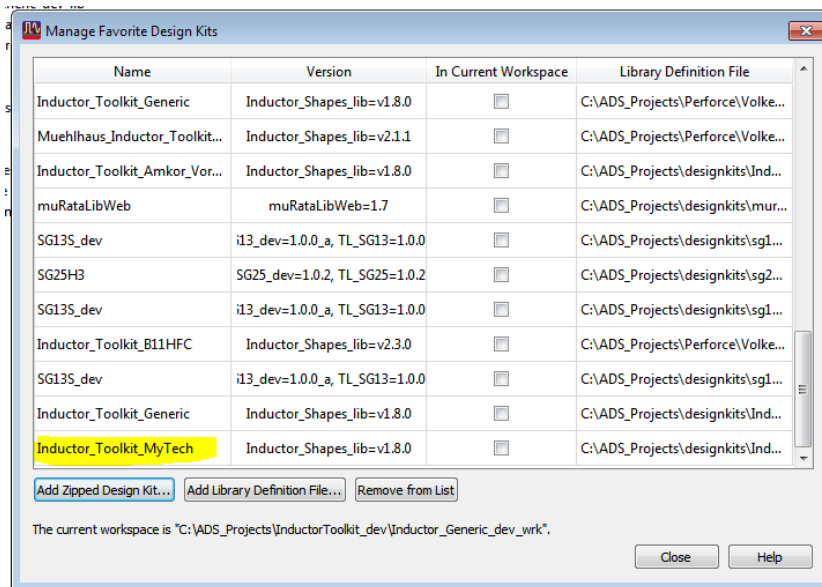 Manage Favorite Design Kits
Name Version In Current Workspace Library Definition File
Inductor_Toolkit_Generic Inductor_Shapes_lib=v1.8.0 C:\ADS_Projects\Perforce\Volke...
Muehlhaus_Inductor_Toolkit... Inductor_Shapes_lib=v2.1.1 C:\ADS_Projects\Perforce\Volke...
Inductor_Toolkit_Amkor_Vor... Inductor_Shapes_lib=v1.8.0 C:\ADS_Projects\designkits\Ind...
muRataLibWeb muRataLibWeb=1.7 C:\ADS_Projects\designkits\mur...
SG13S_dev i13_dev=1.0.0_a, TL_SG13=1.0.0 C:\ADS_Projects\designkits\sg1...
SG25H3 SG25_dev=1.0.2, TL_SG25=1.0.2 C:\ADS_Projects\designkits\sg2...
SG13S_dev i13_dev=1.0.0_a, TL_SG13=1.0.0 C:\ADS_Projects\designkits\sg1...
Inductor_Toolkit_B11HFC Inductor_Shapes_lib=v2.3.0 C:\ADS_Projects\Perforce\Volke...
SG13S_dev i13_dev=1.0.0_a, TL_SG13=1.0.0 C:\ADS_Projects\designkits\sg1...
Inductor_Toolkit_Generic Inductor_Shapes_lib=v1.8.0 C:\ADS_Projects\designkits\Ind...
Inductor_Toolkit_MyTech Inductor_Shapes_lib=v1.8.0 C:\ADS_Projects\designkits\Ind...
Add Zipped Design Kit... Add Library Definition File... Remove from List
The current workspace is "C:\ADS_Projects\InductorToolkit_dev\Inductor_Generic_dev_wrk".
Close Help